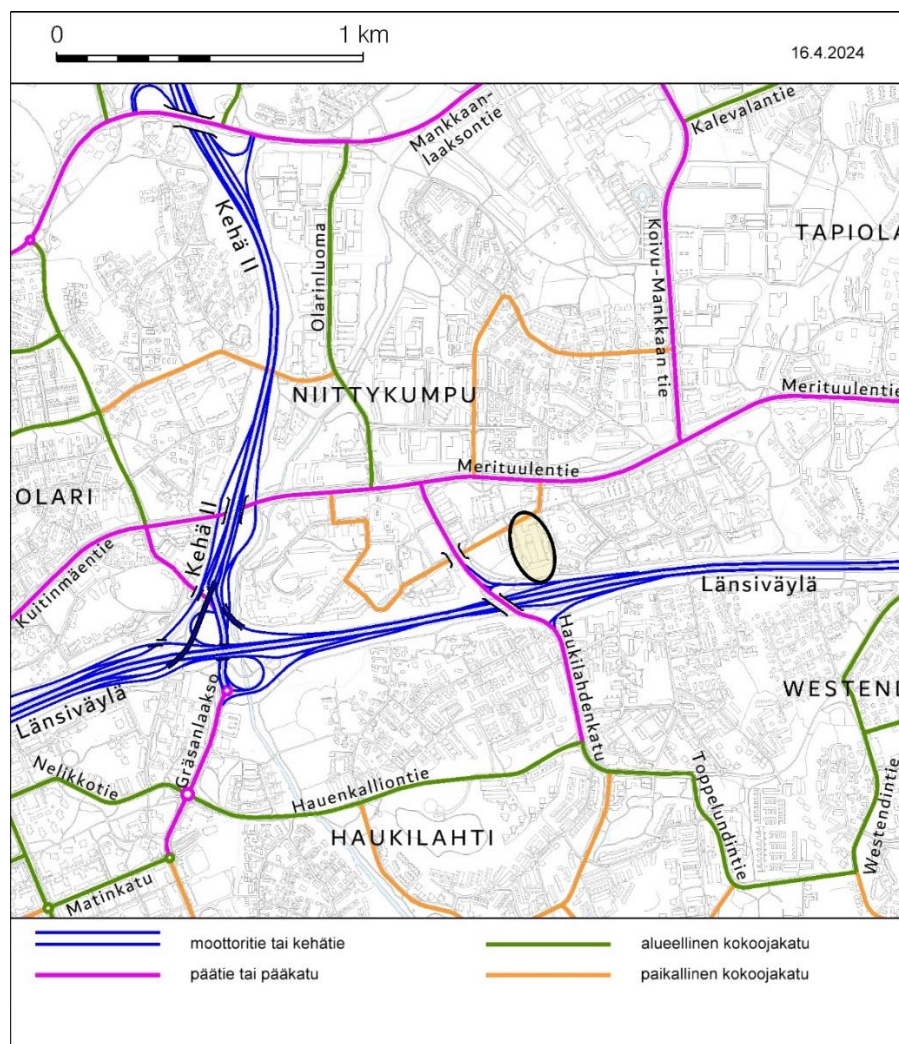 0
1 km
16.4.2024
Mankkaan-
laaksontie
Kalevalantie
Kehä II
Olarinluoma
Koivu-Mankkaan tie
TAPIOLA
NIITTYKUMPU
Merituulentie
Merituulentie
OLARI
Kehä II
Kuitinmäentie
Länsiväylä
Haukilahdenkatu
WESTEND
Länsiväylä
Gräsanlaakso
Nelikkotie
Toppelundintie
Hauenkalliontie
Westendintie
HAUKILAHTI
Matinkatu
moottoritie tai kehätie
alueellinen kokoojakatu
päätie tai pääkatu
paikallinen kokoojakatu